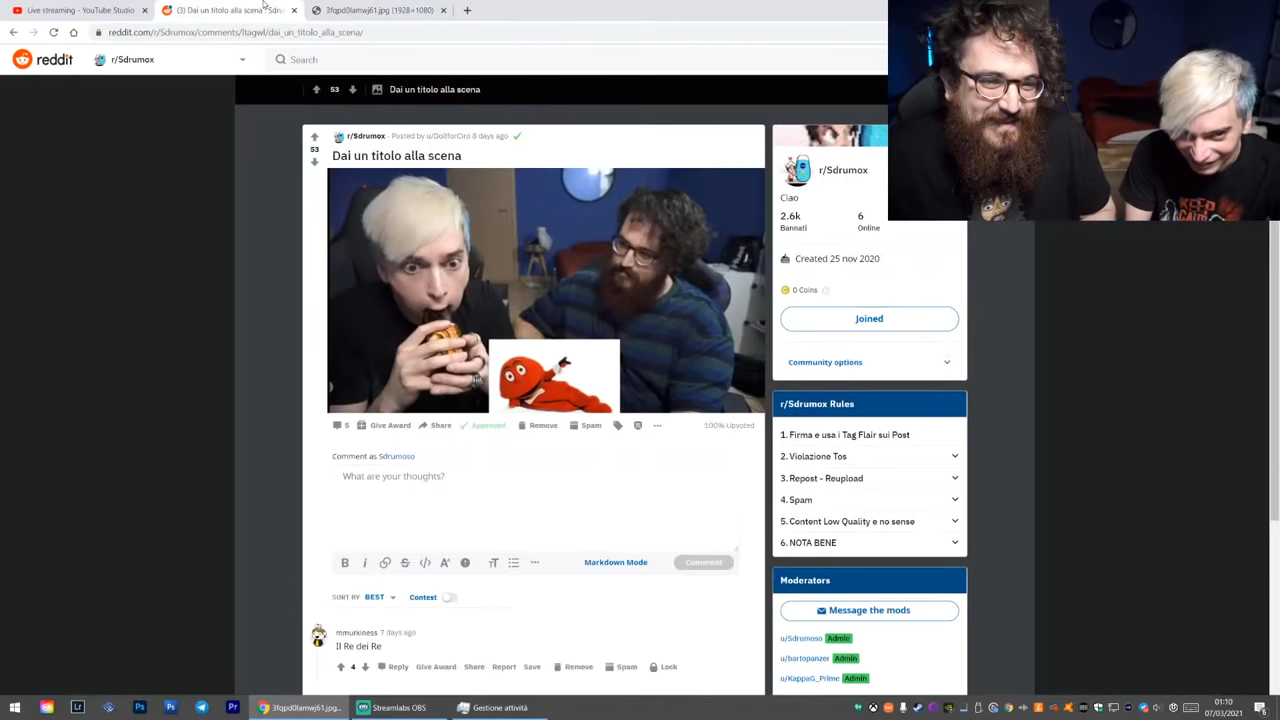 Live streaming - YouTube Studio
(3) Dai un titolo alla scena : Sdru
3fqpd0lamwj61.jpg (1928×1080)
reddit.com/r/Sdrumox/comments/ltagwl/dai_un_titolo_alla_scena/
reddit
r/Sdrumox
Search
53
Dai un titolo alla scena
53
r/Sdrumox · Posted by u/DoitforCiro 8 days ago
Dai un titolo alla scena
5
Give Award
Share
Approved
Remove
Spam
100% Upvoted
Comment as Sdrumoso
What are your thoughts?
Markdown Mode
Comment
SORT BY BEST
Contest
mmurkiness 7 days ago
Il Re dei Re
4
Reply
Give Award
Share
Report
Save
Remove
Spam
Lock
r/Sdrumox
Ciao
2.6k
6
Bannati
Online
Created 25 nov 2020
0 Coins
Joined
Community options
r/Sdrumox Rules
1. Firma e usa i Tag Flair sui Post
2. Violazione Tos
3. Repost - Reupload
4. Spam
5. Content Low Quality e no sense
6. NOTA BENE
Moderators
Message the mods
u/Sdrumoso Admin
u/bartopanzer Admin
u/KappaG_Prime Admin
KEEP
CALM
3fqpd0lamwj61.jpg...
Streamlabs OBS
Gestione attività
01:10
07/03/2021